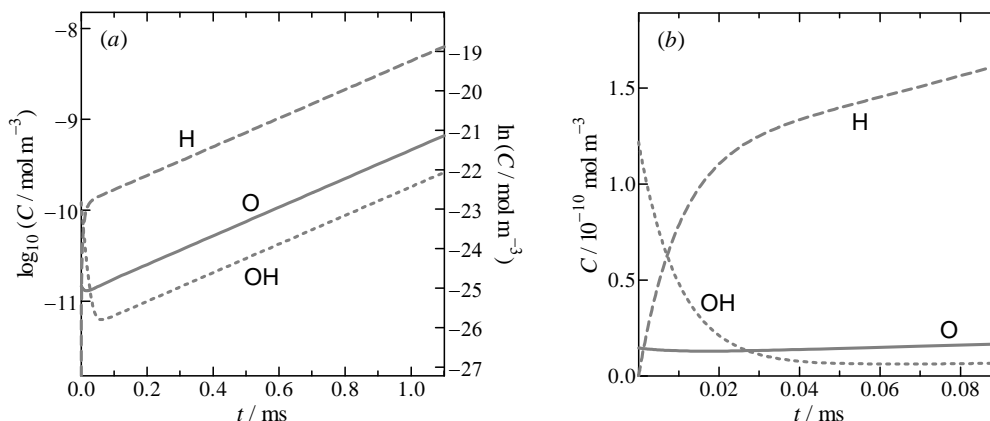 (a)
log₁₀ (C / mol m⁻³)
−8
−9
−10
−11
H
O
OH
0.0 0.2 0.4 0.6 0.8 1.0
t / ms
−19
−20
−21
−22
−23
−24
−25
−26
−27
ln (C / mol m⁻³)
(b)
C / 10⁻¹⁰ mol m⁻³
1.5
1.0
0.5
0.0
H
OH
O
0.02 0.04 0.06 0.08
t / ms